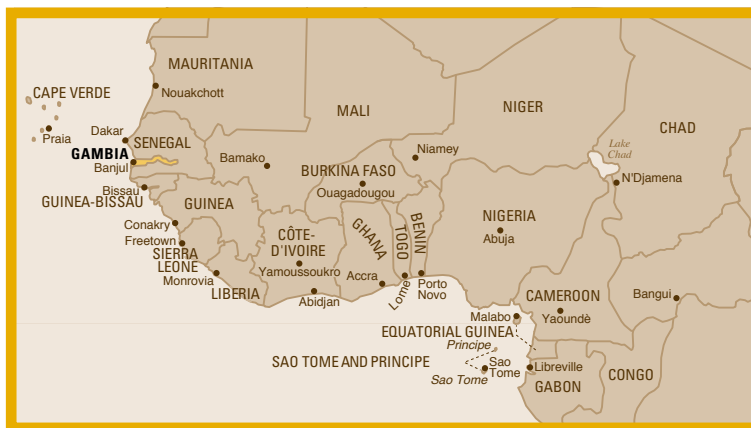 MAURITANIA
Nouakchott
CAPE VERDE
Praia
MALI
NIGER
CHAD
Lake
Chad
N'Djamena
Dakar
SENEGAL
GAMBIA
Banjul
Bamako
Niamey
BURKINA FASO
Ouagadougou
Bissau
GUINEA-BISSAU
GUINEA
Conakry
Freetown
SIERRA
LEONE
Monrovia
LIBERIA
CÔTE-
D'IVOIRE
Yamoussoukro
Abidjan
GHANA
Accra
TOGO
Lome
BENIN
Porto
Novo
NIGERIA
Abuja
CAMEROON
Yaoundè
Bangui
Malabo
EQUATORIAL GUINEA
Principe
SAO TOME AND PRINCIPE
Sao
Tome
Sao Tome
Libreville
GABON
CONGO